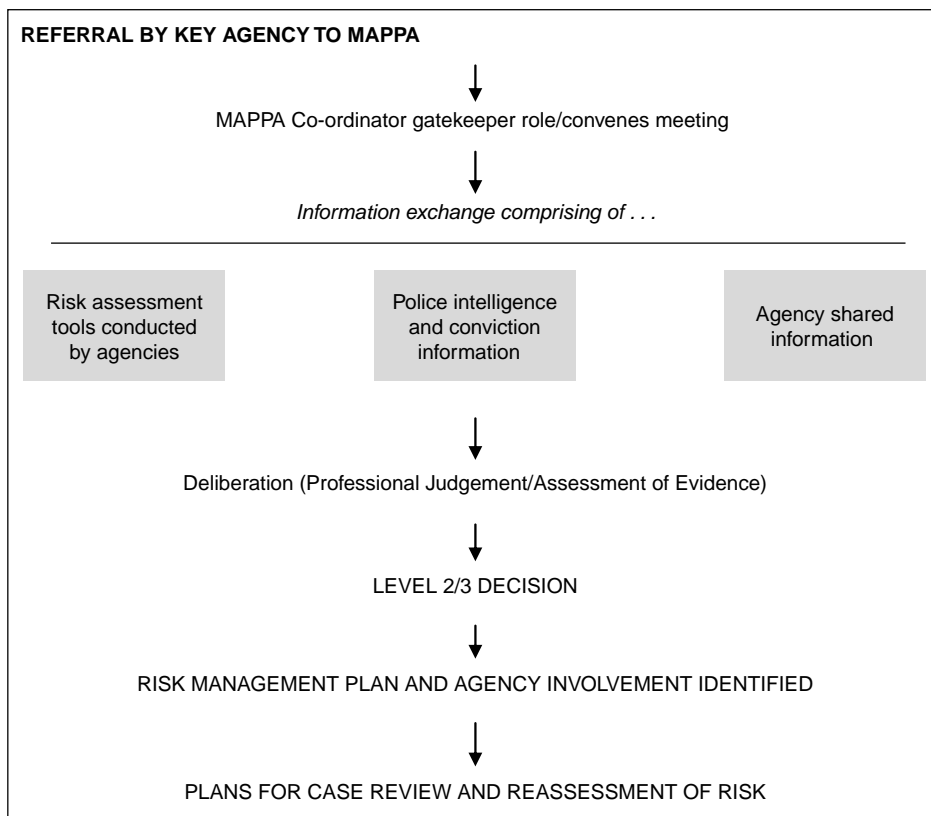 REFERRAL BY KEY AGENCY TO MAPPA
MAPPA Co-ordinator gatekeeper role/convenes meeting
Information exchange comprising of . . .
Risk assessment
tools conducted
by agencies
Police intelligence
and conviction
information
Agency shared
information
Deliberation (Professional Judgement/Assessment of Evidence)
LEVEL 2/3 DECISION
RISK MANAGEMENT PLAN AND AGENCY INVOLVEMENT IDENTIFIED
PLANS FOR CASE REVIEW AND REASSESSMENT OF RISK